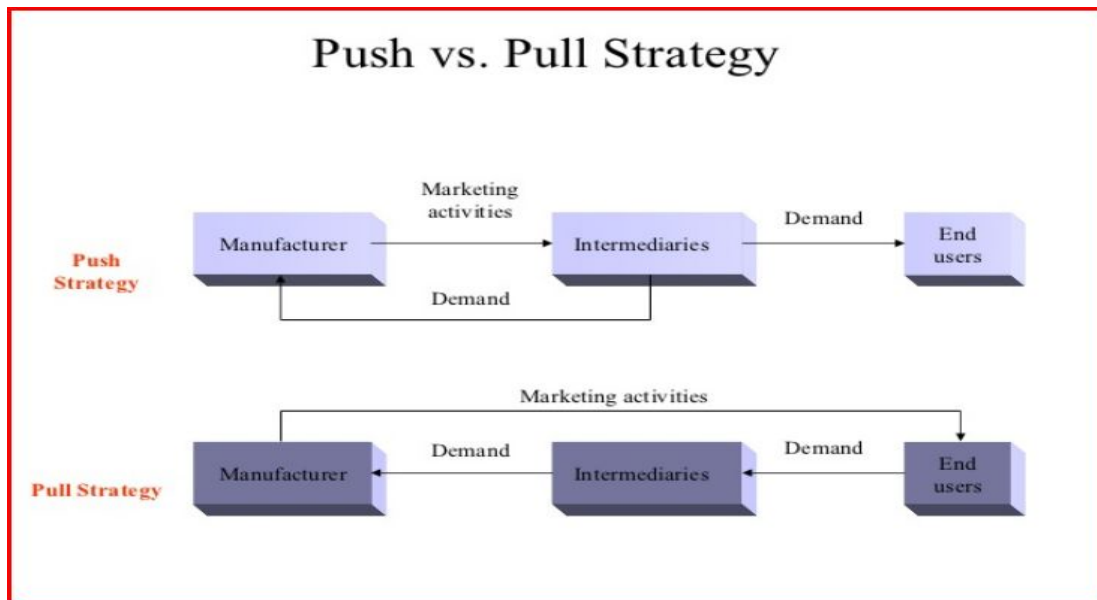 Push vs. Pull Strategy
Marketing
activities
Demand
Manufacturer
Intermediaries
End
users
Push
Strategy
Demand
Marketing activities
Demand
Demand
Manufacturer
Intermediaries
End
users
Pull Strategy